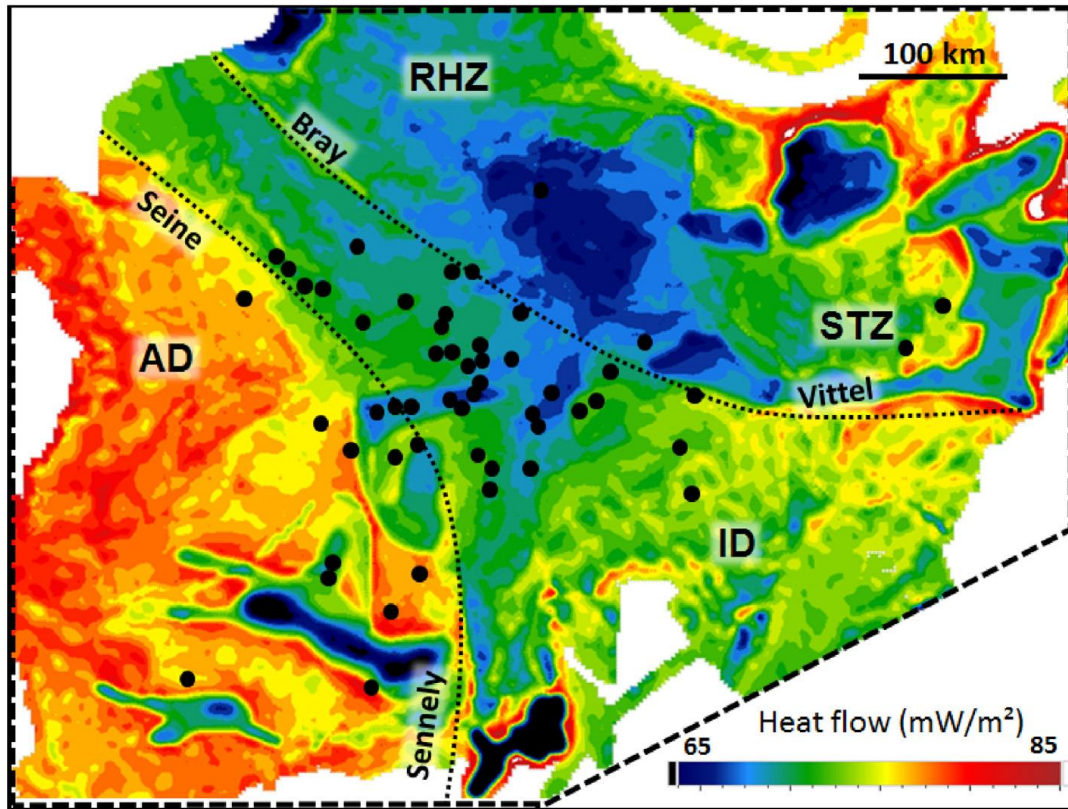 100 km
RHZ
Bray
Seine
STZ
AD
Vittel
ID
Sennely
Heat flow (mW/m²)
65
85